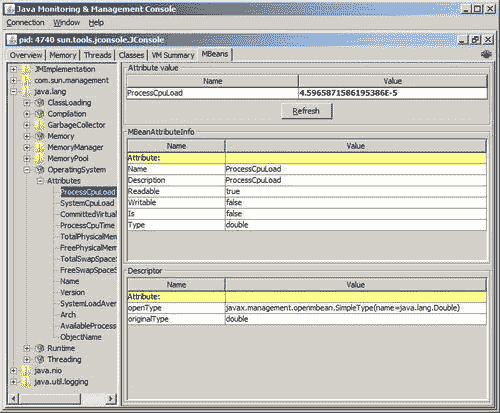 Java Monitoring & Management Console
Connection Window Help
pid: 4740 sun.tools.jconsole.JConsole
Overview Memory Threads Classes VM Summary MBeans
JMImplementation
com.sun.management
java.lang
ClassLoading
Compilation
GarbageCollector
Memory
MemoryManager
MemoryPool
OperatingSystem
Attributes
ProcessCpuLoad
SystemCpuLoad
CommittedVirtual
ProcessCpuTime
TotalPhysicalMem
FreePhysicalMem
TotalSwapSpace
FreeSwapSpaceS
Name
Version
SystemLoadAver
Arch
AvailableProcess
ObjectName
Runtime
Threading
java.nio
java.util.logging
Attribute value
Name Value
ProcessCpuLoad 4.5965871586195386E-5
Refresh
MBeanAttributeInfo
Name Value
Attribute:
Name ProcessCpuLoad
Description ProcessCpuLoad
Readable true
Writable false
Is false
Type double
Descriptor
Name Value
Attribute:
openType javax.management.openmbean.SimpleType(name=java.lang.Double)
originalType double